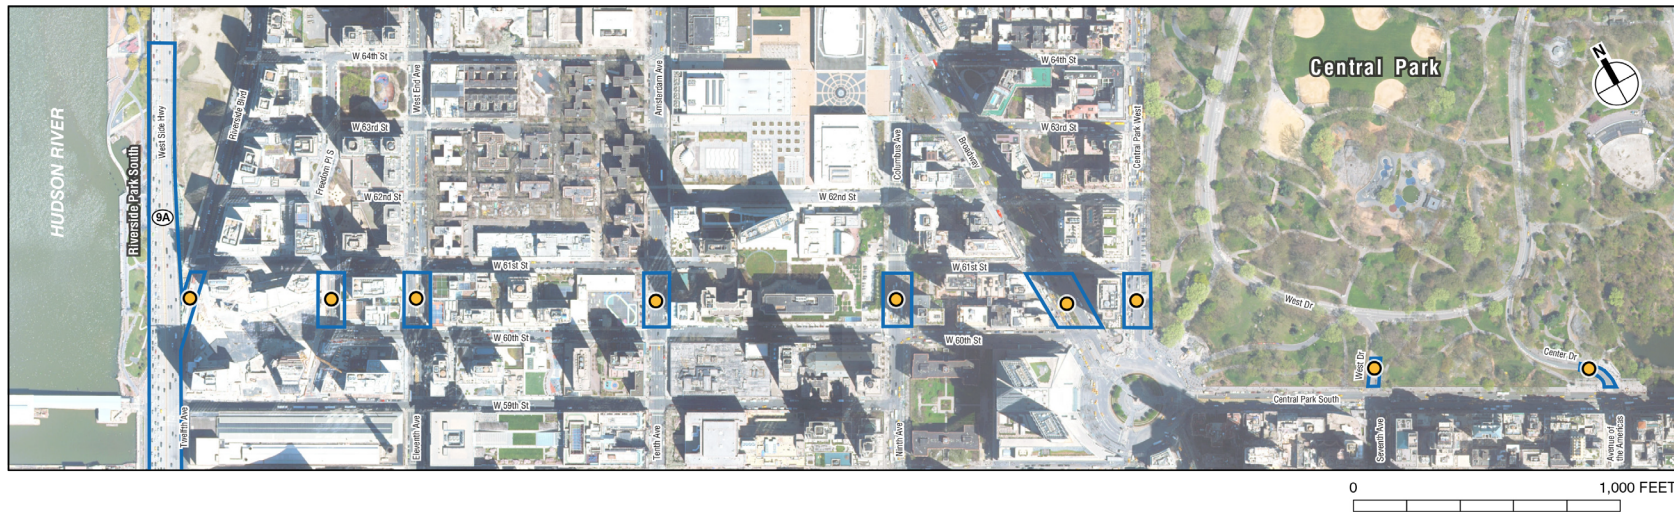 W 64th St
W 64th St
Central Park
N
West End Ave
Amsterdam Ave
Riverside Blvd
West Side Hwy
W 63rd St
W 63rd St
Central Park West
HUDSON RIVER
Riverside Park South
Freedom Pl S
Columbus Ave
Broadway
W 62nd St
W 62nd St
9A
W 61st St
W 61st St
West Dr
W 60th St
W 60th St
West Dr
Center Dr
W 59th St
Central Park South
Twelfth Ave
Eleventh Ave
Tenth Ave
Ninth Ave
Seventh Ave
Avenue of
the Americas
0
1,000 FEET